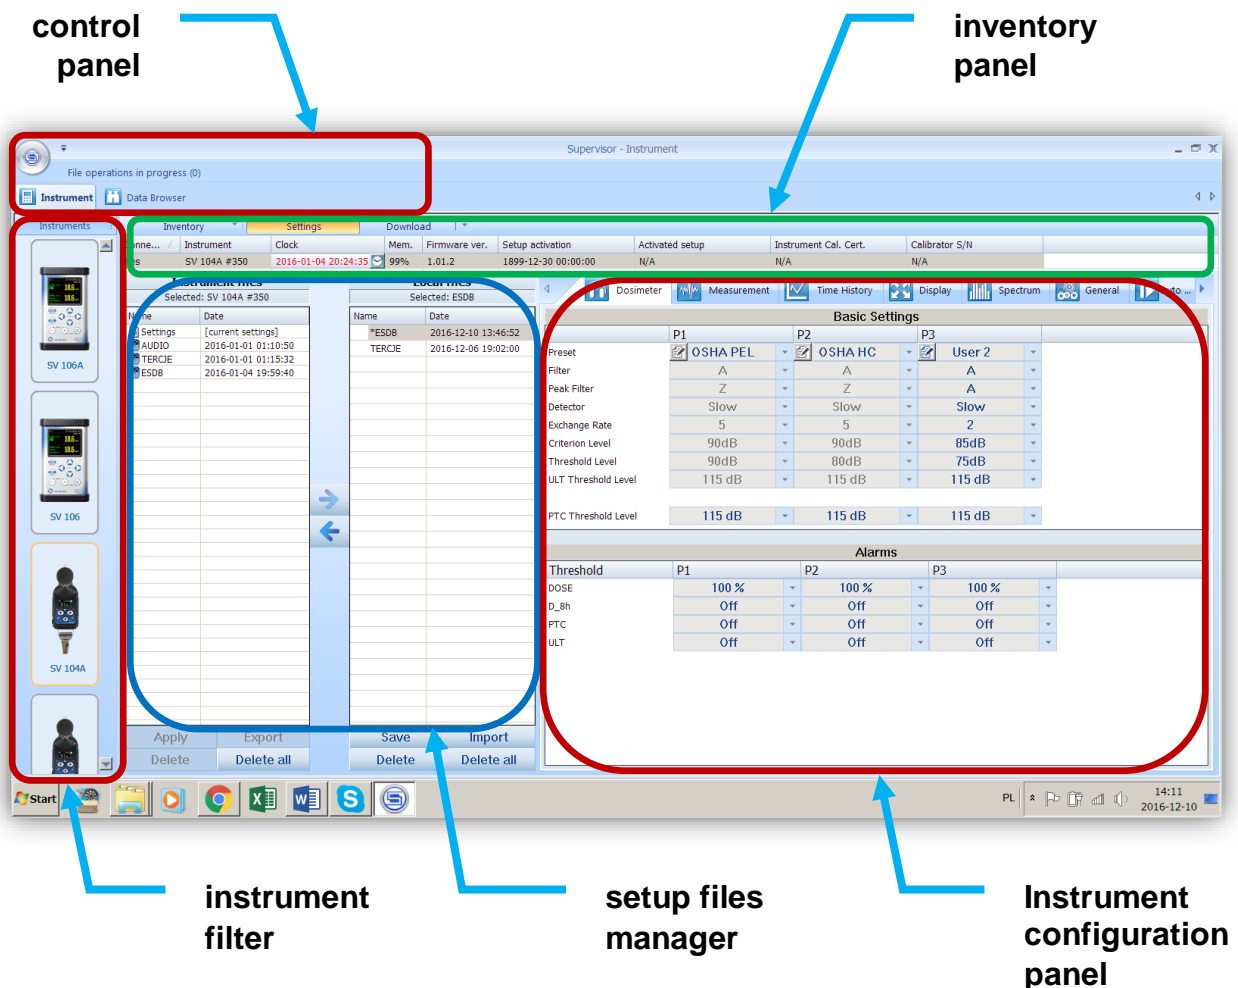 control
panel
inventory
panel
Supervisor - Instrument
File operations in progress (0)
Instrument Data Browser
Instruments
Inventory Settings Download
Instrument Clock Mem. Firmware ver. Setup activation Activated setup Instrument Cal. Cert. Calibrator S/N
SV 104A #350 2016-01-04 20:24:35 99% 1.01.2 1899-12-30 00:00:00 N/A N/A N/A
Selected: SV 104A #350 Selected: ESDB
Dosimeter Measurement Time History Display Spectrum General
Date Name Date
Settings [current settings]
AUDIO 2016-01-01 01:10:50
TERCJE 2016-01-01 01:15:32
ESDB 2016-01-04 19:59:40
*ESDB 2016-12-10 13:46:52
TERCJE 2016-12-06 19:02:00
SV 106A
SV 106
SV 104A
Basic Settings
P1 P2 P3
Preset OSHA PEL OSHA HC User 2
Filter A A A
Peak Filter Z Z A
Detector Slow Slow Slow
Exchange Rate 5 5 2
Criterion Level 90dB 90dB 85dB
Threshold Level 90dB 80dB 75dB
ULT Threshold Level 115 dB 115 dB 115 dB
PTC Threshold Level 115 dB 115 dB 115 dB
Alarms
Threshold P1 P2 P3
DOSE 100 % 100 % 100 %
D_8h Off Off Off
PTC Off Off Off
ULT Off Off Off
Apply Export Save Import
Delete Delete all Delete Delete all
Start PL 14:11
2016-12-10
instrument
filter
setup files
manager
Instrument
configuration
panel